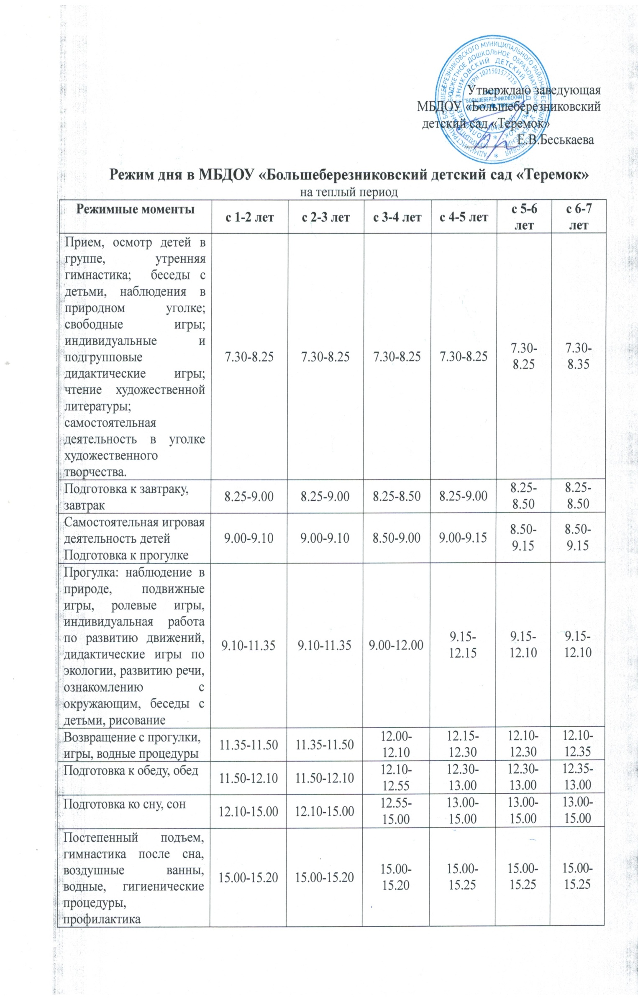 АДМИНИСТРАЦИЯ БОЛЬШЕБЕРЕЗНИКОВСКОГО МУНИЦИПАЛЬНОГО РАЙОНА РЕСПУБЛИКИ МОРДОВИЯ
МУНИЦИПАЛЬНОЕ БЮДЖЕТНОЕ ДОШКОЛЬНОЕ ОБРАЗОВАТЕЛЬНОЕ УЧРЕЖДЕНИЕ
"БОЛЬШЕБЕРЕЗНИКОВСКИЙ ДЕТСКИЙ САД "ТЕРЕМОК"
ОГРН 1021301577219
"БОЛЬШЕБЕРЕЗНИКОВСКИЙ
ДЕТСКИЙ САД "ТЕРЕМОК"
Утверждаю заведующая
МБДОУ «Большеберезниковский
детский сад «Теремок»
Е.В.Беськаева
Режим дня в МБДОУ «Большеберезниковский детский сад «Теремок»
на теплый период
Режимные моменты с 1-2 лет с 2-3 лет с 3-4 лет с 4-5 лет с 5-6 с 6-7
лет лет
Прием, осмотр детей в
группе, утренняя
гимнастика; беседы с
детьми, наблюдения в
природном уголке;
свободные игры;
индивидуальные и
подгрупповые
дидактические игры;
чтение художественной
литературы;
самостоятельная
деятельность в уголке
художественного
творчества.
7.30-8.25 7.30-8.25 7.30-8.25 7.30-8.25 7.30- 7.30-
8.25 8.35
Подготовка к завтраку,
завтрак
8.25-9.00 8.25-9.00 8.25-8.50 8.25-9.00 8.25- 8.25-
8.50 8.50
Самостоятельная игровая
деятельность детей
Подготовка к прогулке
9.00-9.10 9.00-9.10 8.50-9.00 9.00-9.15 8.50- 8.50-
9.15 9.15
Прогулка: наблюдение в
природе, подвижные
игры, ролевые игры,
индивидуальная работа
по развитию движений,
дидактические игры по
экологии, развитию речи,
ознакомлению с
окружающим, беседы с
детьми, рисование
9.10-11.35 9.10-11.35 9.00-12.00 9.15- 9.15- 9.15-
12.15 12.10 12.10
Возвращение с прогулки,
игры, водные процедуры
11.35-11.50 11.35-11.50 12.00- 12.15- 12.10- 12.10-
12.10 12.30 12.30 12.35
Подготовка к обеду, обед
11.50-12.10 11.50-12.10 12.10- 12.30- 12.30- 12.35-
12.55 13.00 13.00 13.00
Подготовка ко сну, сон
12.10-15.00 12.10-15.00 12.55- 13.00- 13.00- 13.00-
15.00 15.00 15.00 15.00
Постепенный подъем,
гимнастика после сна,
воздушные ванны,
водные, гигиенические
процедуры,
профилактика
15.00-15.20 15.00-15.20 15.00- 15.00- 15.00- 15.00-
15.20 15.25 15.25 15.25